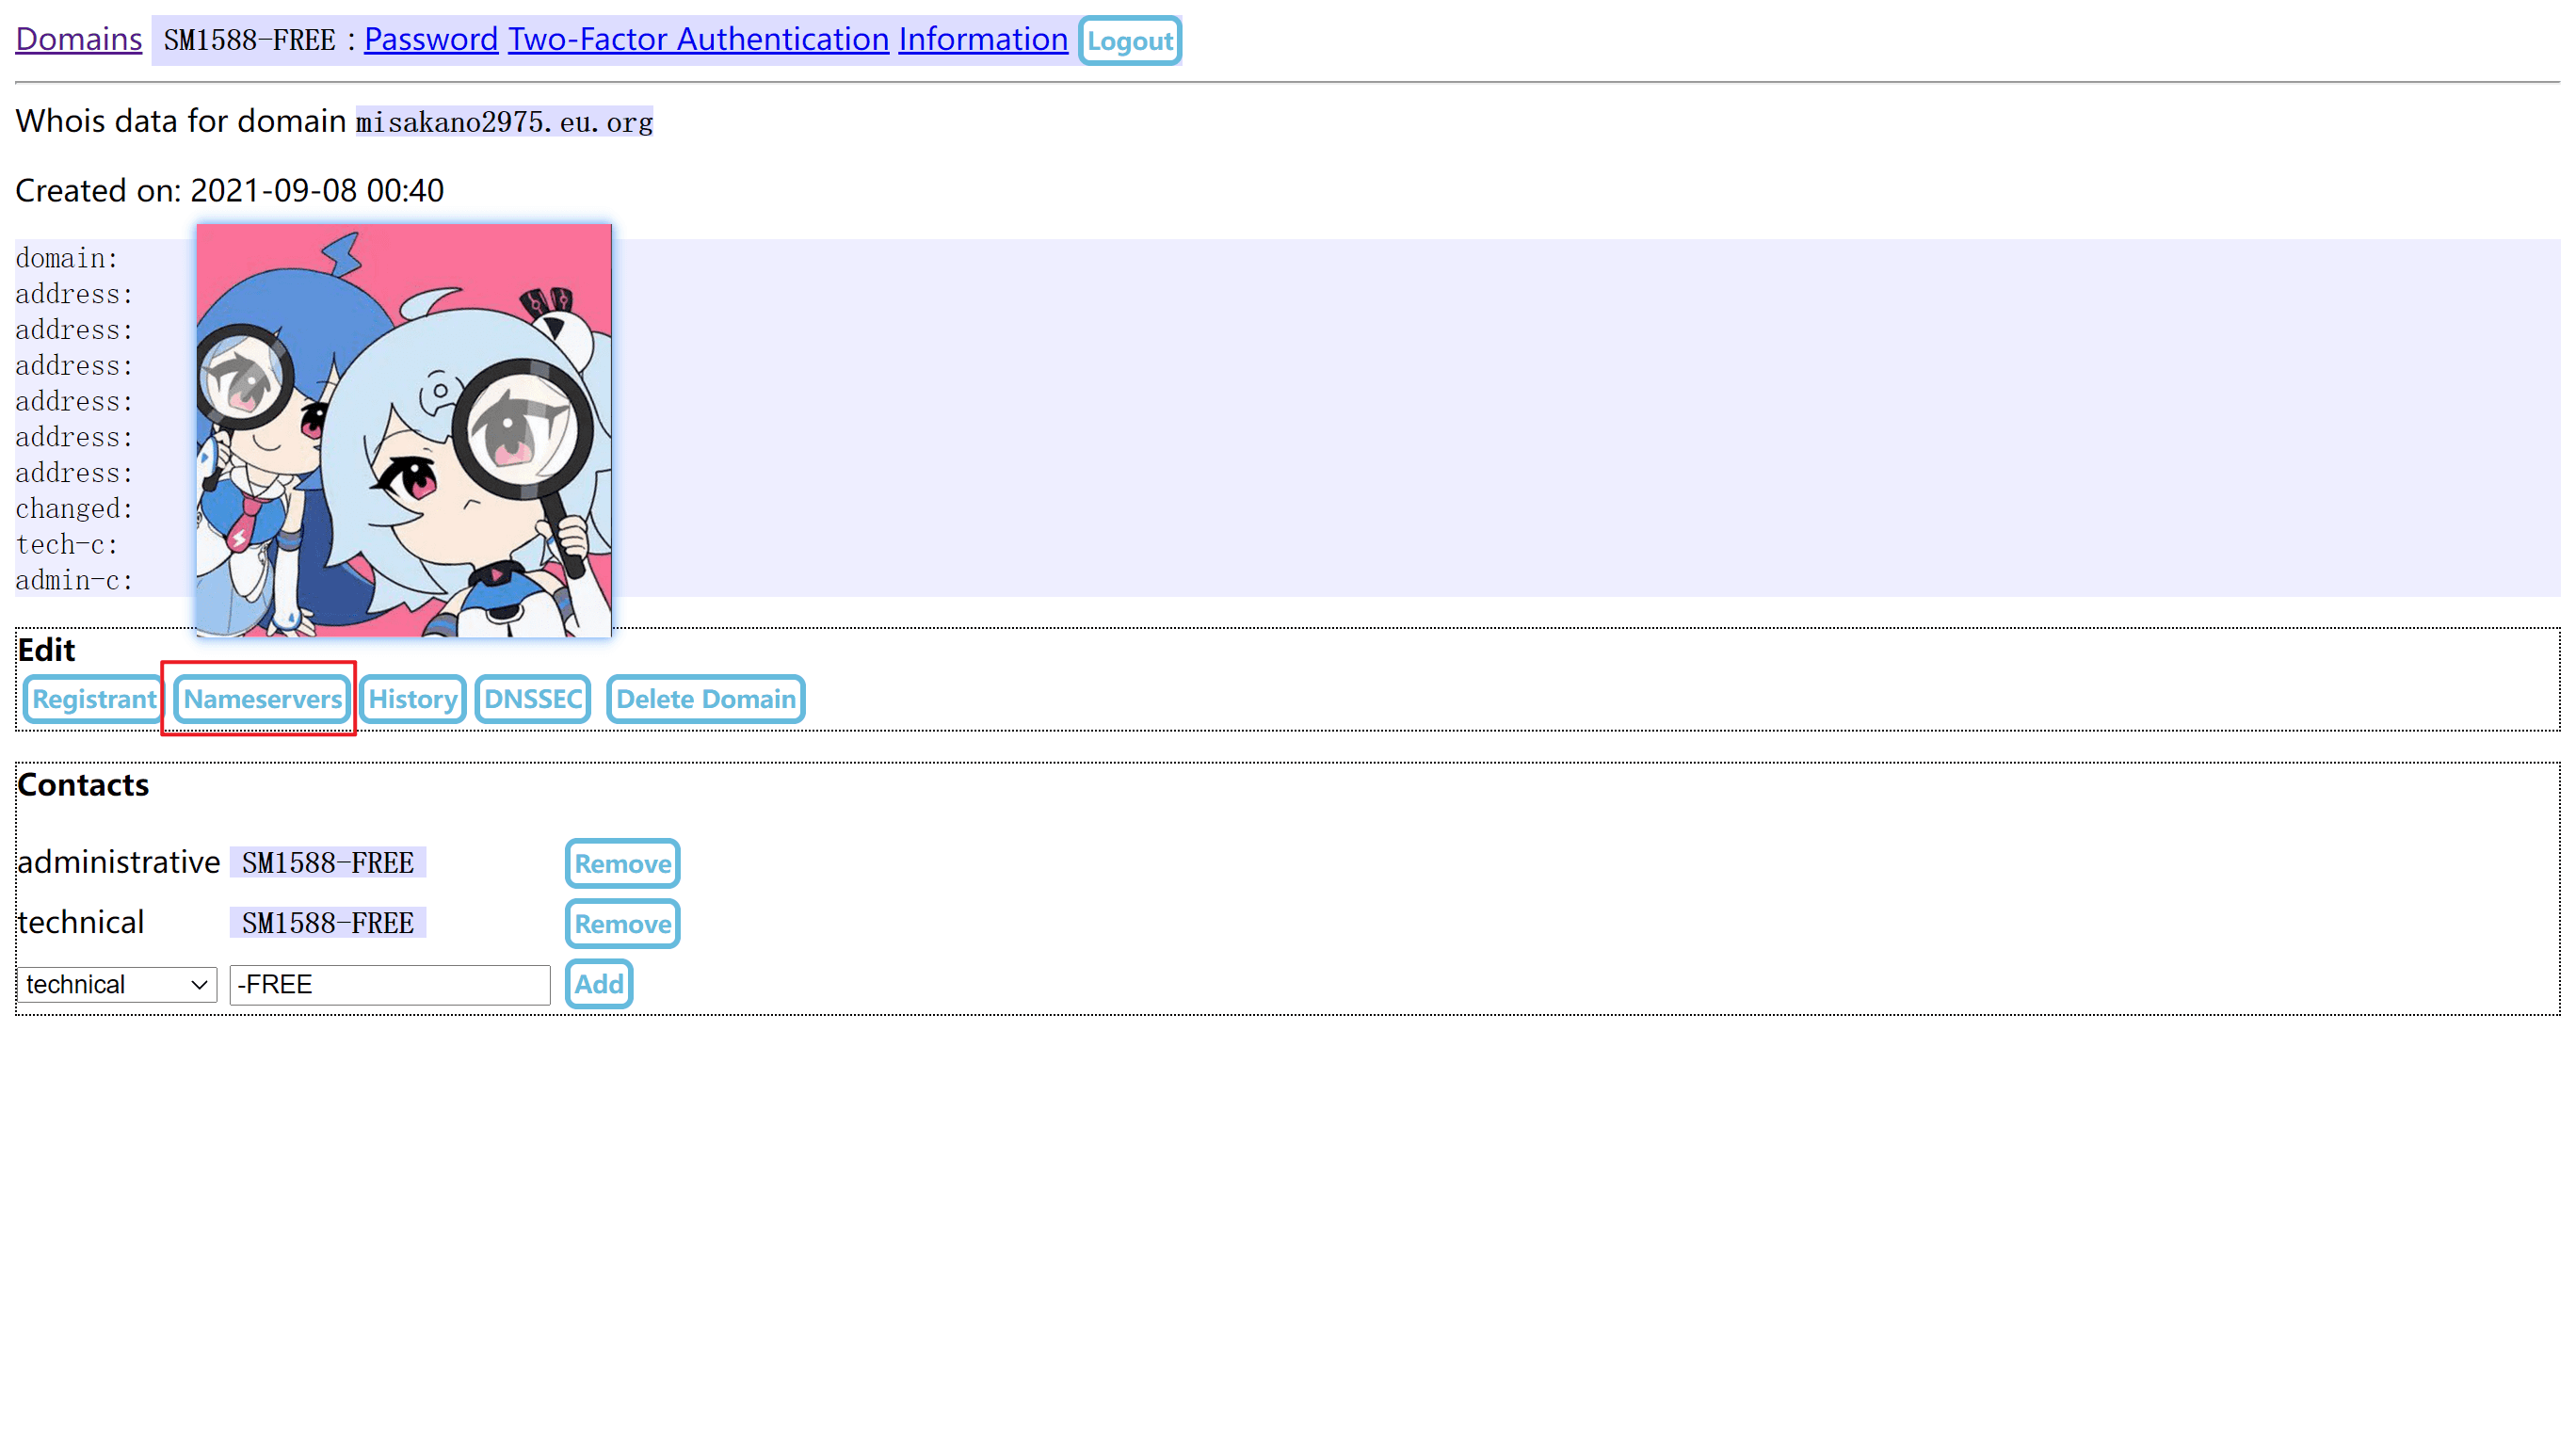 Domains SM1588-FREE : Password Two-Factor Authentication Information Logout
Whois data for domain misakano2975.eu.org
Created on: 2021-09-08 00:40
domain:
address:
address:
address:
address:
address:
address:
changed:
tech-c:
admin-c:
Edit
Registrant Nameservers History DNSSEC Delete Domain
Contacts
administrative SM1588-FREE Remove
technical SM1588-FREE Remove
technical -FREE Add